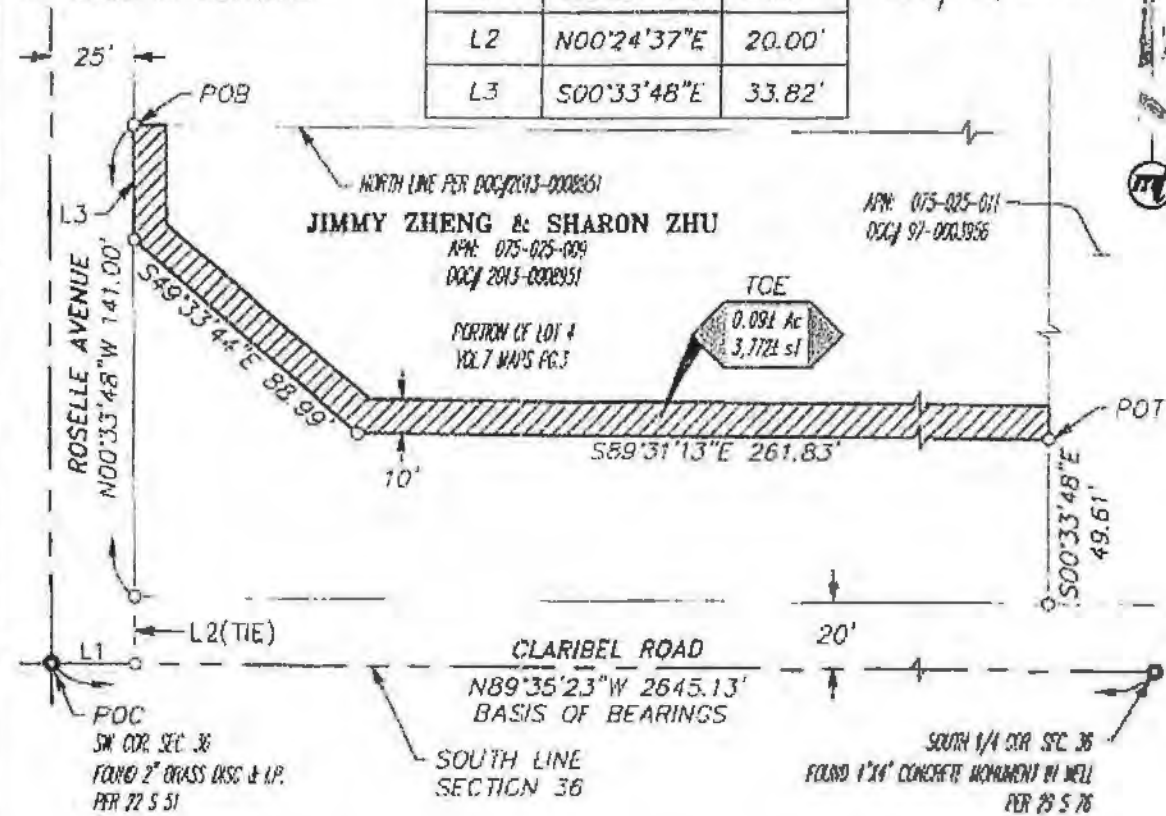 L2 N00°24'37"E 20.00'
L3 S00°33'48"E 33.82'
25'
POB
L3
NORTH LINE PER DOC# 2013-0008951
JIMMY ZHENG & SHARON ZHU
APN: 075-025-009
DOC# 2013-0008951
PORTION OF LOT 4
VOL 7 MAPS PG.3
APN: 075-025-011
DOC# 97-0003956
TCE
0.09± Ac
3,772± sf
ROSELLE AVENUE
N00°33'48"W 141.00'
S49°33'44"E 88.99'
10'
S89°31'13"E 261.83'
POT
S00°33'48"E
49.61'
L2(TIE)
L1
20'
CLARIBEL ROAD
N89°35'23"W 2645.13'
BASIS OF BEARINGS
POC
SW COR. SEC. 36
FOUND 2" BRASS DISC & I.P.
PER 22 S 51
SOUTH LINE
SECTION 36
SOUTH 1/4 COR SEC 36
FOUND CONCRETE MONUMENT IN WELL
PER S 76